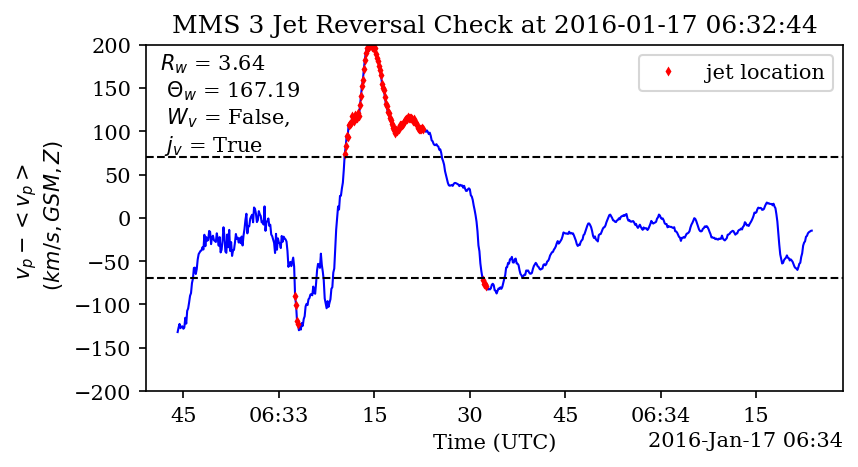 MMS 3 Jet Reversal Check at 2016-01-17 06:32:44
R_w = 3.64
Θ_w = 167.19
W_v = False,
j_v = True
jet location
v_p − < v_p >
(km/s, GSM, Z)
200
150
100
50
0
−50
−100
−150
−200
45 06:33 15 30 45 06:34 15
Time (UTC)
2016-Jan-17 06:34